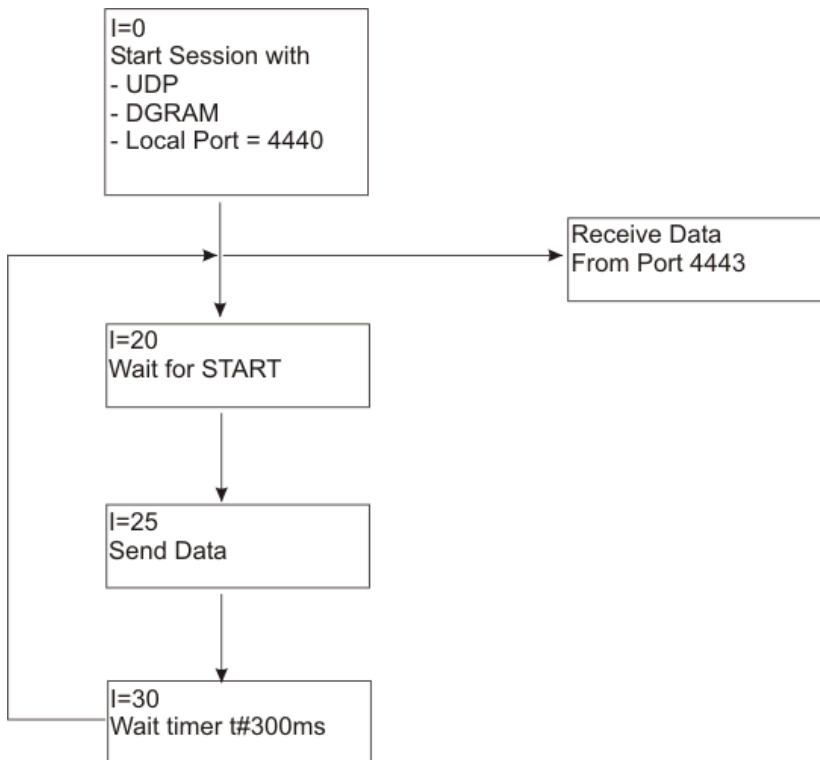 I=0
Start Session with
- UDP
- DGRAM
- Local Port = 4440
Receive Data
From Port 4443
I=20
Wait for START
I=25
Send Data
I=30
Wait timer t#300ms